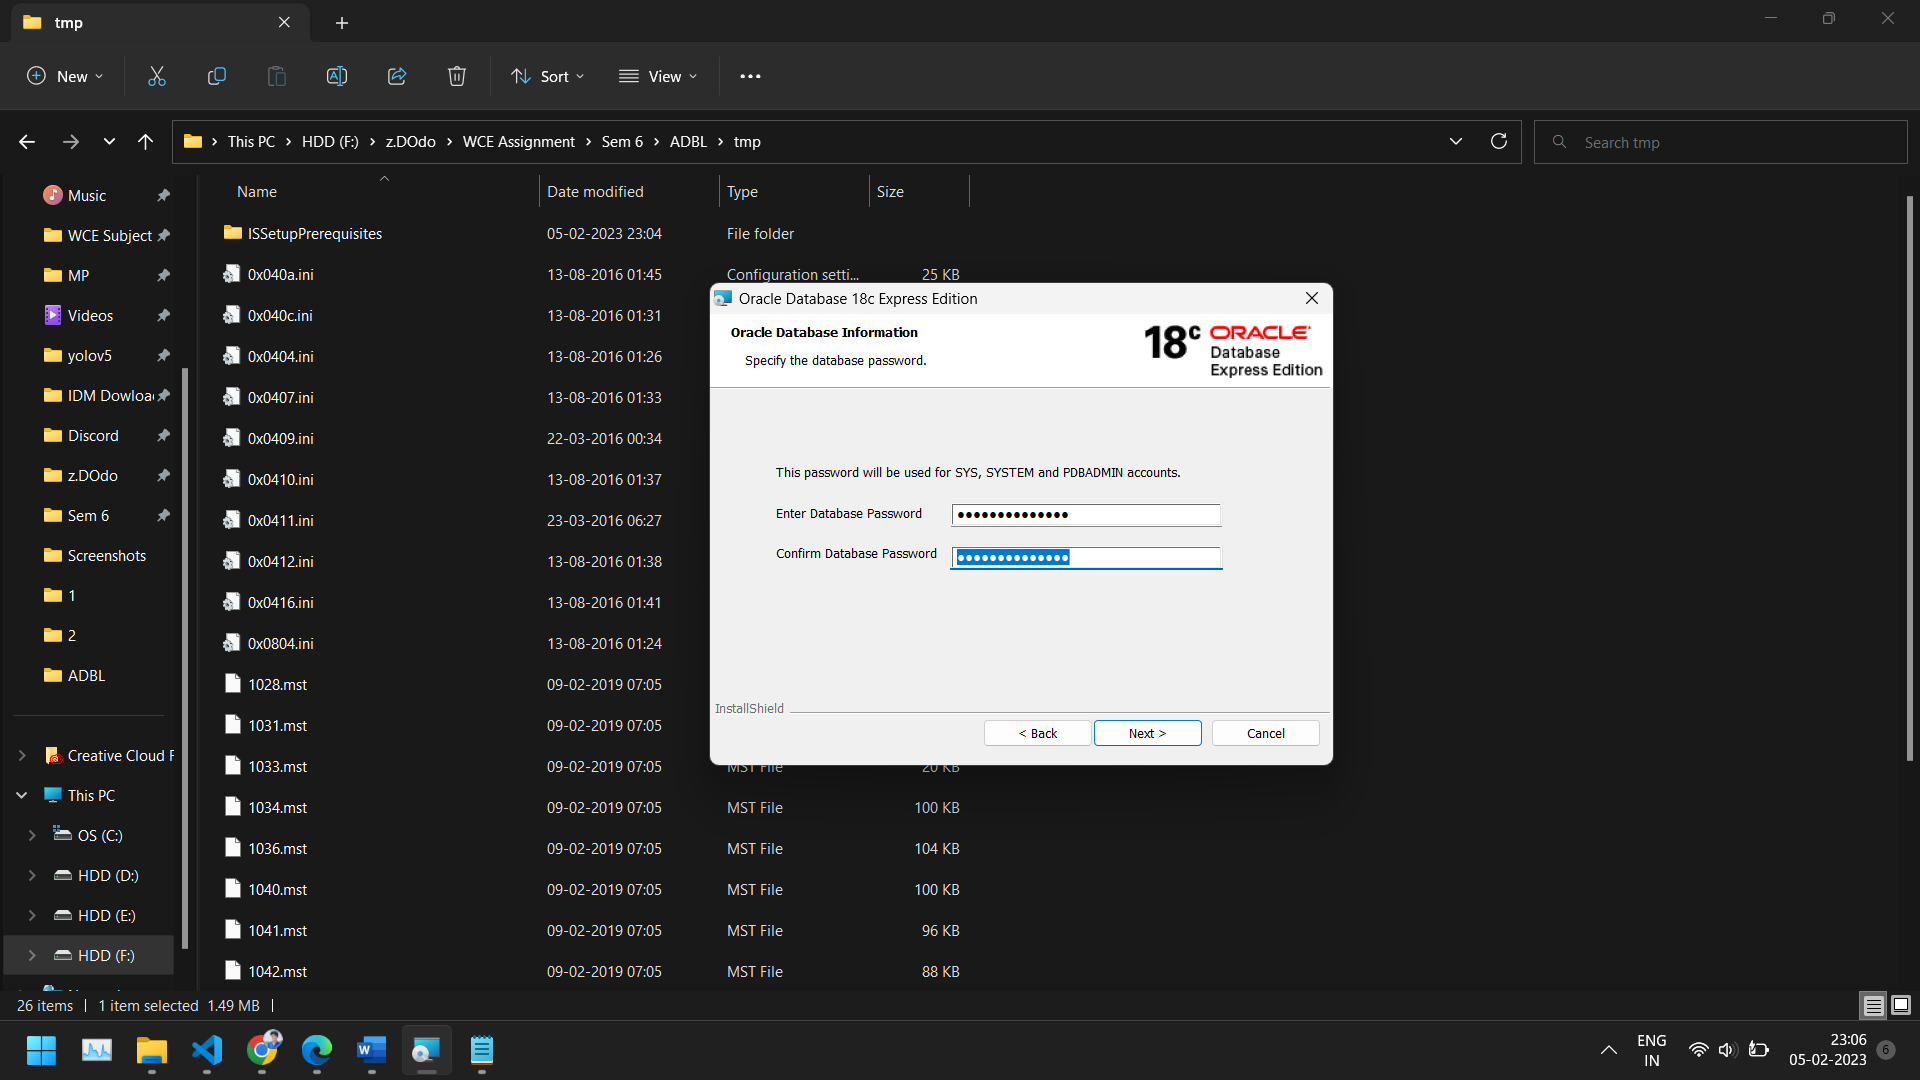 tmp
New
Sort
View
This PC
HDD (F:)
z.DOdo
WCE Assignment
Sem 6
ADBL
tmp
Search tmp
Name
Date modified
Type
Size
Music
WCE Subject
MP
Videos
yolov5
IDM Dowloa
Discord
z.DOdo
Sem 6
Screenshots
1
2
ADBL
Creative Cloud F
This PC
OS (C:)
HDD (D:)
HDD (E:)
HDD (F:)
ISSetupPrerequisites 05-02-2023 23:04 File folder
0x040a.ini 13-08-2016 01:45 Configuration setti... 25 KB
0x040c.ini 13-08-2016 01:31
0x0404.ini 13-08-2016 01:26
0x0407.ini 13-08-2016 01:33
0x0409.ini 22-03-2016 00:34
0x0410.ini 13-08-2016 01:37
0x0411.ini 23-03-2016 06:27
0x0412.ini 13-08-2016 01:38
0x0416.ini 13-08-2016 01:41
0x0804.ini 13-08-2016 01:24
1028.mst 09-02-2019 07:05
1031.mst 09-02-2019 07:05
1033.mst 09-02-2019 07:05 MST File 20 KB
1034.mst 09-02-2019 07:05 MST File 100 KB
1036.mst 09-02-2019 07:05 MST File 104 KB
1040.mst 09-02-2019 07:05 MST File 100 KB
1041.mst 09-02-2019 07:05 MST File 96 KB
1042.mst 09-02-2019 07:05 MST File 88 KB
Oracle Database 18c Express Edition
Oracle Database Information
Specify the database password.
18c ORACLE
Database
Express Edition
This password will be used for SYS, SYSTEM and PDBADMIN accounts.
Enter Database Password
Confirm Database Password
InstallShield
< Back
Next >
Cancel
26 items
1 item selected 1.49 MB
ENG
IN
23:06
05-02-2023
6